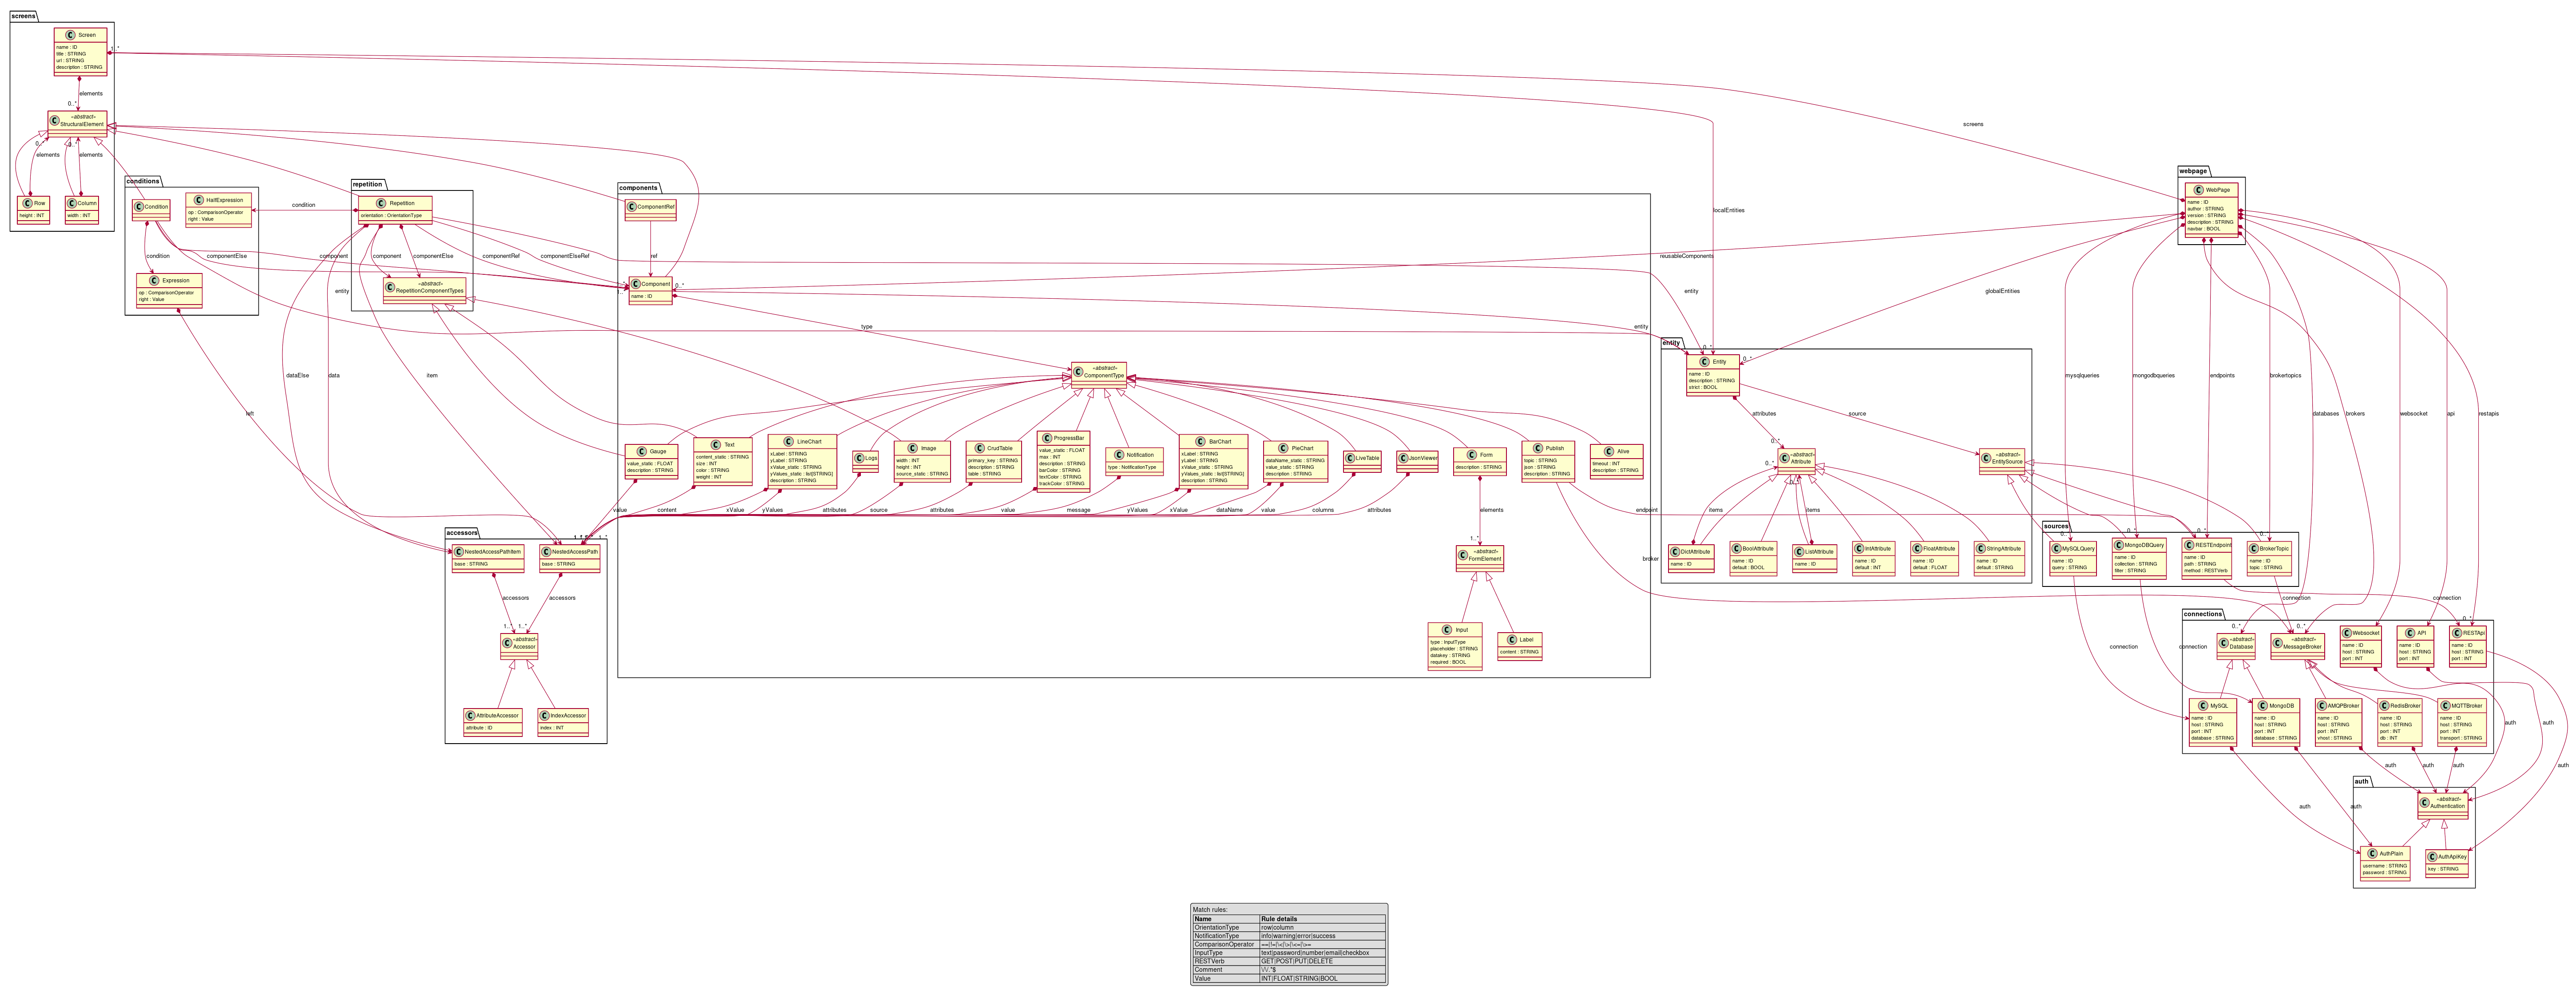 screens
Screen
name : ID
title : STRING
url : STRING
description : STRING
1..*
elements
0..*
«abstract»
StructuralElement
0..*
0..*
elements
elements
Row
height : INT
Column
width : INT
screens
localEntities
webpage
WebPage
name : ID
author : STRING
version : STRING
description : STRING
navbar : BOOL
conditions
Condition
HalfExpression
op : ComparisonOperator
right : Value
condition
condition
componentElse
component
Expression
op : ComparisonOperator
right : Value
left
repetition
Repetition
orientation : OrientationType
component
componentElse
componentRef
componentElseRef
entity
«abstract»
RepetitionComponentTypes
dataElse
data
item
components
ComponentRef
ref
Component
name : ID
1..*
0..*
reusableComponents
entity
entity
globalEntities
type
«abstract»
ComponentType
Gauge
value_static : FLOAT
description : STRING
Text
content_static : STRING
size : INT
color : STRING
weight : INT
LineChart
xLabel : STRING
yLabel : STRING
xValue_static : STRING
yValues_static : list[STRING]
description : STRING
Logs
Image
width : INT
height : INT
source_static : STRING
CrudTable
primary_key : STRING
description : STRING
table : STRING
ProgressBar
value_static : FLOAT
max : INT
description : STRING
barColor : STRING
textColor : STRING
trackColor : STRING
Notification
type : NotificationType
BarChart
xLabel : STRING
yLabel : STRING
xValue_static : STRING
yValues_static : list[STRING]
description : STRING
PieChart
dataName_static : STRING
value_static : STRING
description : STRING
LiveTable
JsonViewer
Form
description : STRING
Publish
topic : STRING
json : STRING
description : STRING
Alive
timeout : INT
description : STRING
value
content
xValue
yValues
attributes
source
attributes
value
message
yValues
xValue
dataName
value
columns
attributes
elements
endpoint
broker
1..*
«abstract»
FormElement
Input
type : InputType
placeholder : STRING
datakey : STRING
required : BOOL
Label
content : STRING
accessors
NestedAccessPathItem
base : STRING
NestedAccessPath
base : STRING
1..*
accessors
accessors
1..*
1..*
«abstract»
Accessor
AttributeAccessor
attribute : ID
IndexAccessor
index : INT
entity
0..*
0..*
Entity
name : ID
description : STRING
strict : BOOL
attributes
source
0..*
0..*
«abstract»
Attribute
«abstract»
EntitySource
items
items
DictAttribute
name : ID
BoolAttribute
name : ID
default : BOOL
ListAttribute
name : ID
IntAttribute
name : ID
default : INT
FloatAttribute
name : ID
default : FLOAT
StringAttribute
name : ID
default : STRING
mysqlqueries
mongodbqueries
endpoints
brokertopics
databases
brokers
websocket
api
restapis
sources
0..*
0..*
0..*
0..*
MySQLQuery
name : ID
query : STRING
MongoDBQuery
name : ID
collection : STRING
filter : STRING
RESTEndpoint
name : ID
path : STRING
method : RESTVerb
BrokerTopic
name : ID
topic : STRING
connection
connection
connection
connection
connections
0..*
0..*
0..*
«abstract»
Database
«abstract»
MessageBroker
Websocket
name : ID
host : STRING
port : INT
API
name : ID
host : STRING
port : INT
RESTApi
name : ID
host : STRING
port : INT
MySQL
name : ID
host : STRING
port : INT
database : STRING
MongoDB
name : ID
host : STRING
port : INT
database : STRING
AMQPBroker
name : ID
host : STRING
port : INT
vhost : STRING
RedisBroker
name : ID
host : STRING
port : INT
db : INT
MQTTBroker
name : ID
host : STRING
port : INT
transport : STRING
auth
auth
auth
auth
auth
auth
auth
auth
auth
«abstract»
Authentication
AuthPlain
username : STRING
password : STRING
AuthApiKey
key : STRING
Match rules:
Name Rule details
OrientationType row|column
NotificationType info|warning|error|success
ComparisonOperator ==|!=|\<|\>|\<=|\>=
InputType text|password|number|email|checkbox
RESTVerb GET|POST|PUT|DELETE
Comment \/\/.*$
Value INT|FLOAT|STRING|BOOL